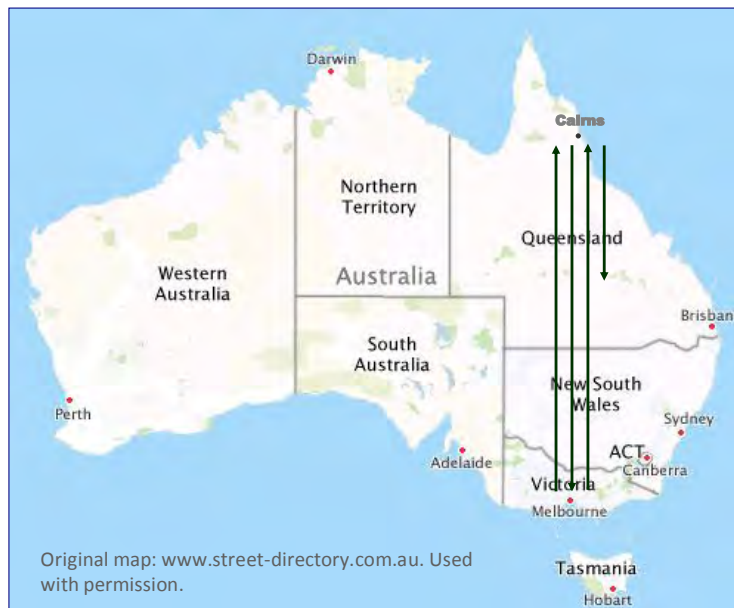 Darwin
Cairns
Northern
Territory
Queensland
Western
Australia
Australia
South
Australia
Brisban
New South
Wales
Perth
Sydney
Adelaide
ACT
Canberra
Victoria
Melbourne
Original map: www.street-directory.com.au. Used
with permission.
Tasmania
Hobart